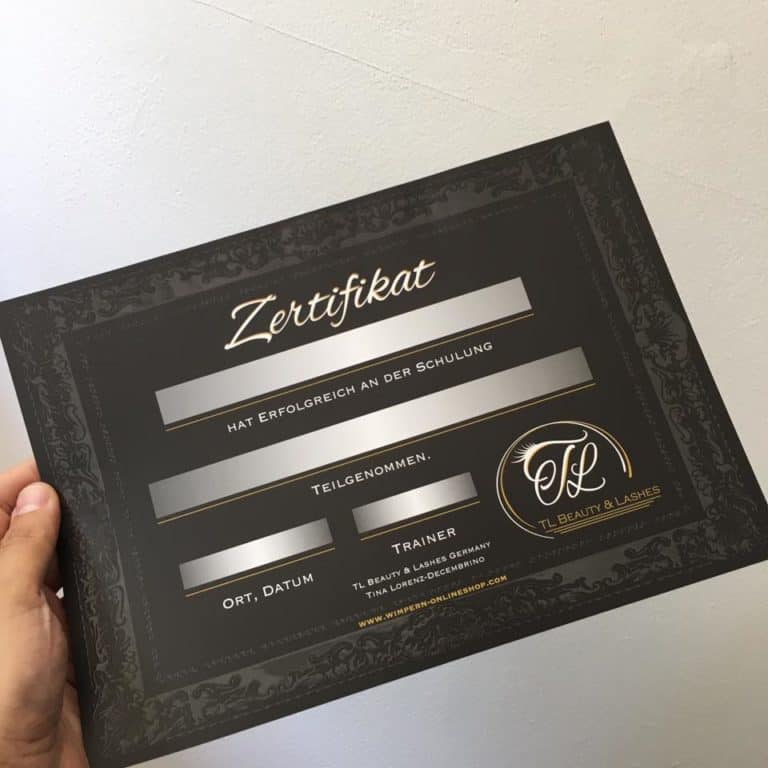 Zertifikat
HAT ERFOLGREICH AN DER SCHULUNG
TEILGENOMMEN.
ORT, DATUM
TRAINER
TL BEAUTY & LASHES GERMANY
TINA LORENZ-DECEMBRINO
WWW.WIMPERN-ONLINESHOP.COM
TL
TL BEAUTY & LASHES